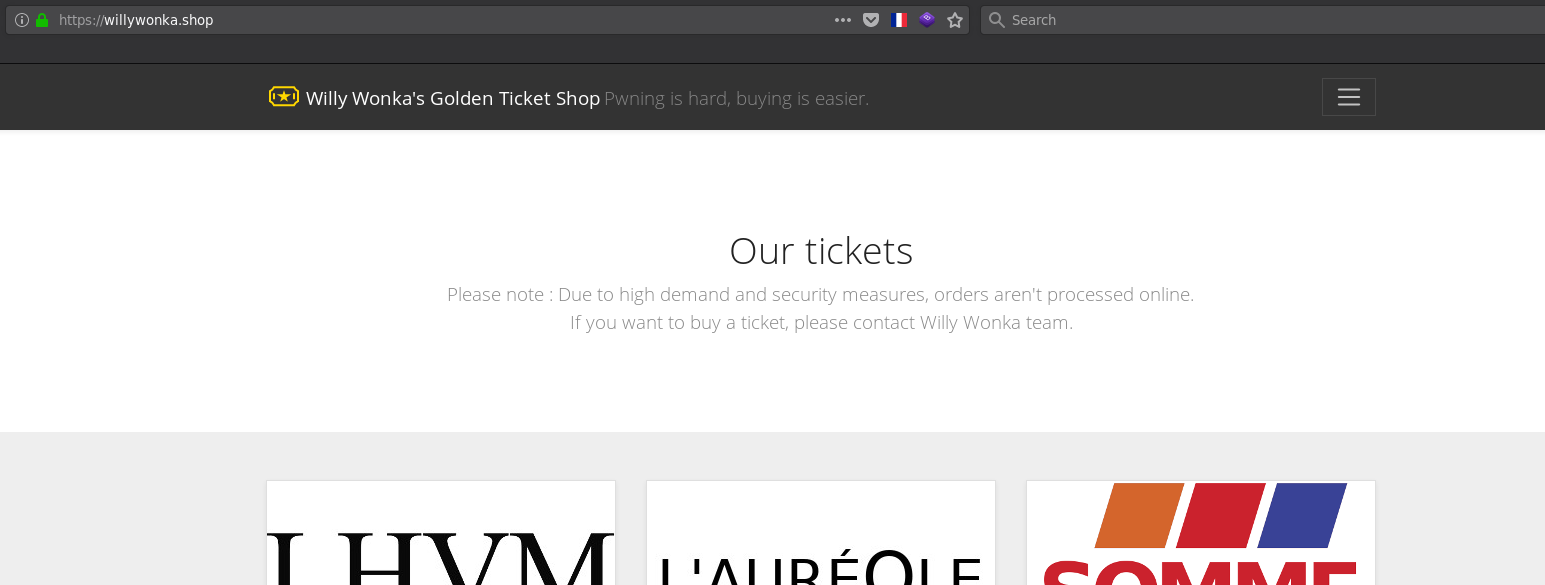 https://willywonka.shop
Search
Willy Wonka's Golden Ticket Shop Pwning is hard, buying is easier.
Our tickets
Please note : Due to high demand and security measures, orders aren't processed online.
If you want to buy a ticket, please contact Willy Wonka team.
LHVM
L'AURÉOLE
SOMME